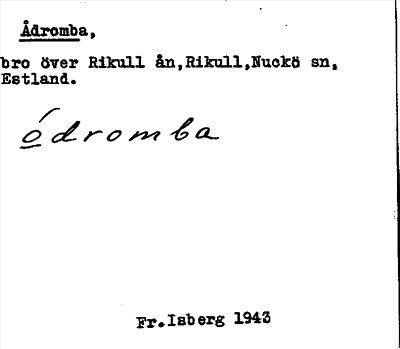 Ådromba,
bro över Rikull ån,Rikull,Nuckö sn,
Estland.
ódromba
Fr.Isberg 1943